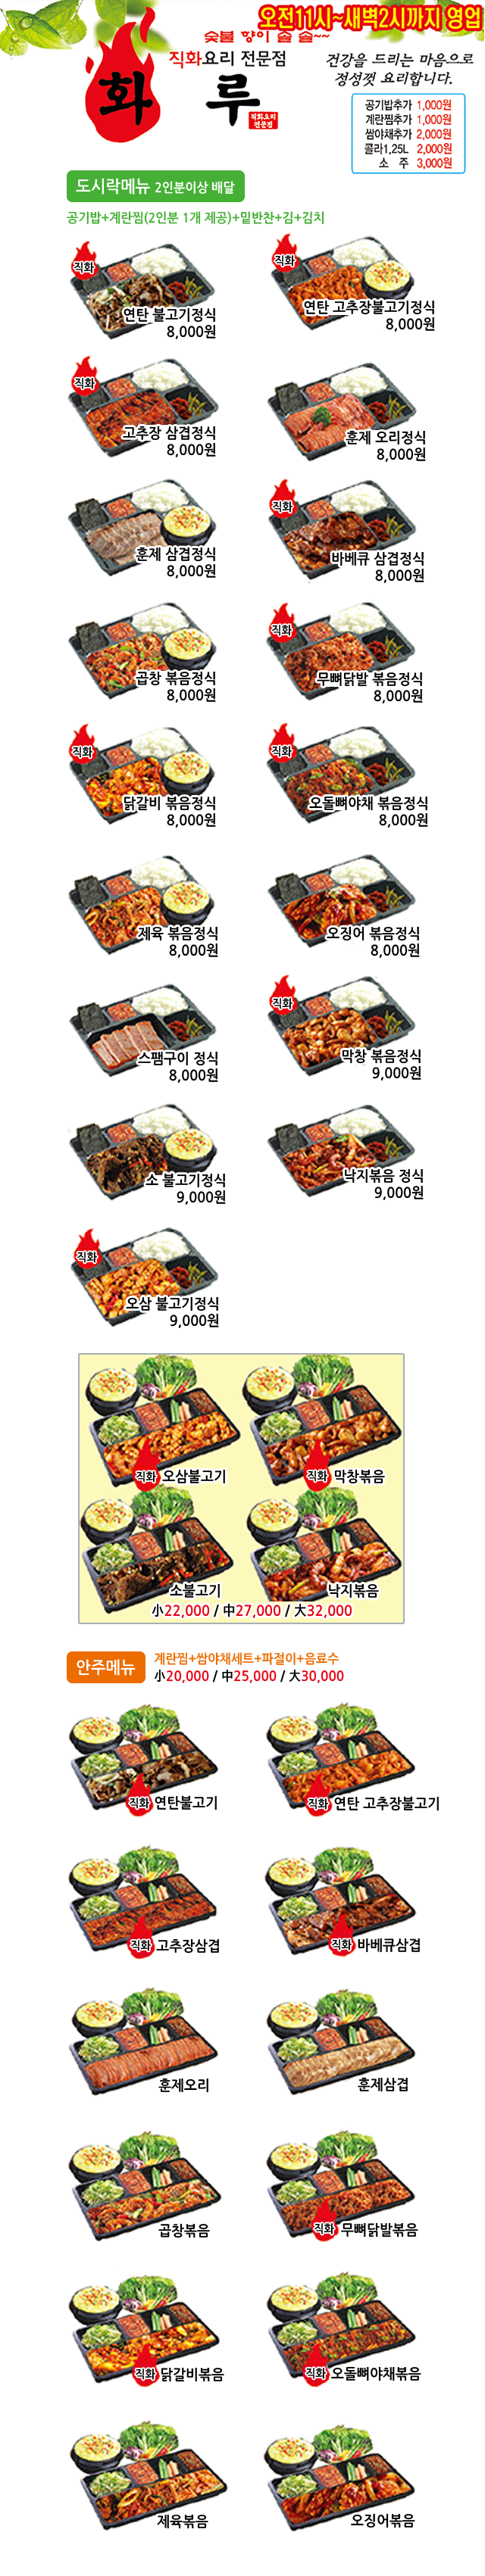 오전11시~새벽2시까지 영업
숯불 향이 솔 솔~~
직화요리 전문점
화루
직화요리
전문점
건강을 드리는 마음으로
정성껏 요리합니다.
공기밥추가 1,000원
계란찜추가 1,000원
쌈야채추가 2,000원
콜라1.25L 2,000원
소 주 3,000원
도시락메뉴 2인분이상 배달
공기밥+계란찜(2인분 1개 제공)+밑반찬+김+김치
직화
연탄 불고기정식
8,000원
직화
연탄 고추장불고기정식
8,000원
직화
고추장 삼겹정식
8,000원
훈제 오리정식
8,000원
훈제 삼겹정식
8,000원
직화
바베큐 삼겹정식
8,000원
곱창 볶음정식
8,000원
직화
무뼈닭발 볶음정식
8,000원
직화
닭갈비 볶음정식
8,000원
직화
오돌뼈야채 볶음정식
8,000원
제육 볶음정식
8,000원
오징어 볶음정식
8,000원
스팸구이 정식
8,000원
직화
막창 볶음정식
9,000원
소 불고기정식
9,000원
낙지볶음 정식
9,000원
직화
오삼 불고기정식
9,000원
직화 오삼불고기
직화 막창볶음
소불고기
낙지볶음
小22,000 / 中27,000 / 大32,000
안주메뉴
계란찜+쌈야채세트+파절이+음료수
小20,000 / 中25,000 / 大30,000
직화 연탄불고기
직화 연탄 고추장불고기
직화 고추장삼겹
직화 바베큐삼겹
훈제오리
훈제삼겹
곱창볶음
직화 무뼈닭발볶음
직화 닭갈비볶음
직화 오돌뼈야채볶음
제육볶음
오징어볶음